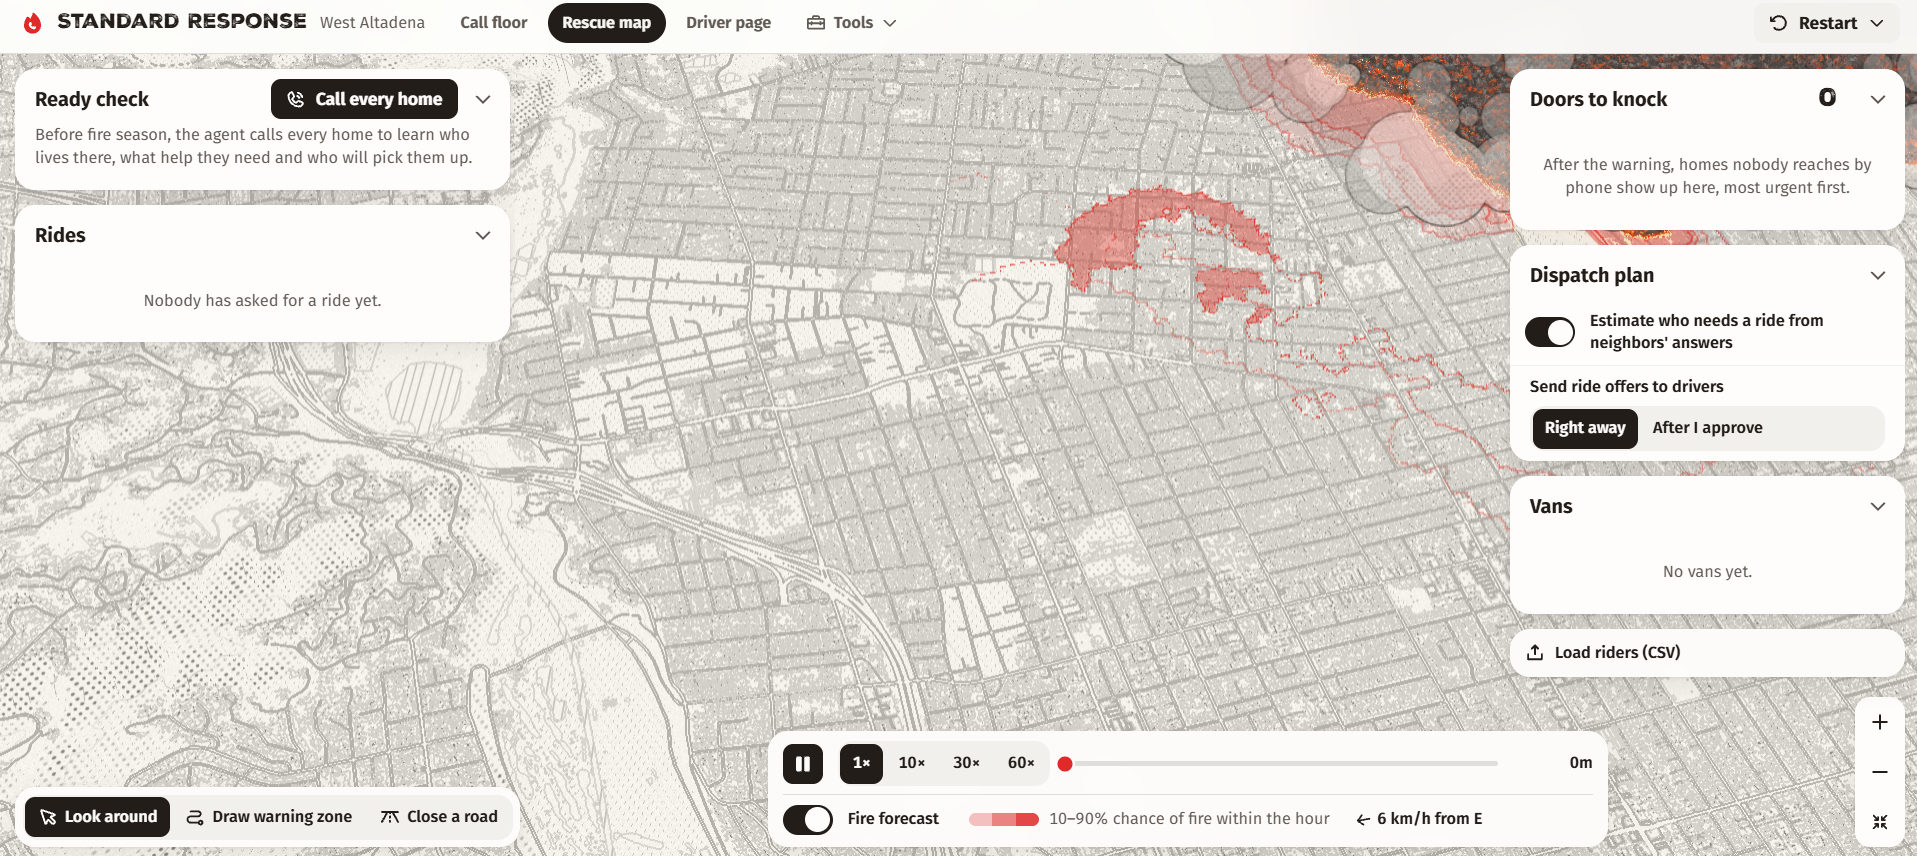 STANDARD RESPONSE West Altadena Call floor Rescue map Driver page Tools Restart
Ready check Call every home
Before fire season, the agent calls every home to learn who
lives there, what help they need and who will pick them up.
Rides
Nobody has asked for a ride yet.
Doors to knock 0
After the warning, homes nobody reaches by
phone show up here, most urgent first.
Dispatch plan
Estimate who needs a ride from
neighbors' answers
Send ride offers to drivers
Right away After I approve
Vans
No vans yet.
Load riders (CSV)
1× 10× 30× 60× 0m
Fire forecast 10–90% chance of fire within the hour ← 6 km/h from E
Look around Draw warning zone Close a road